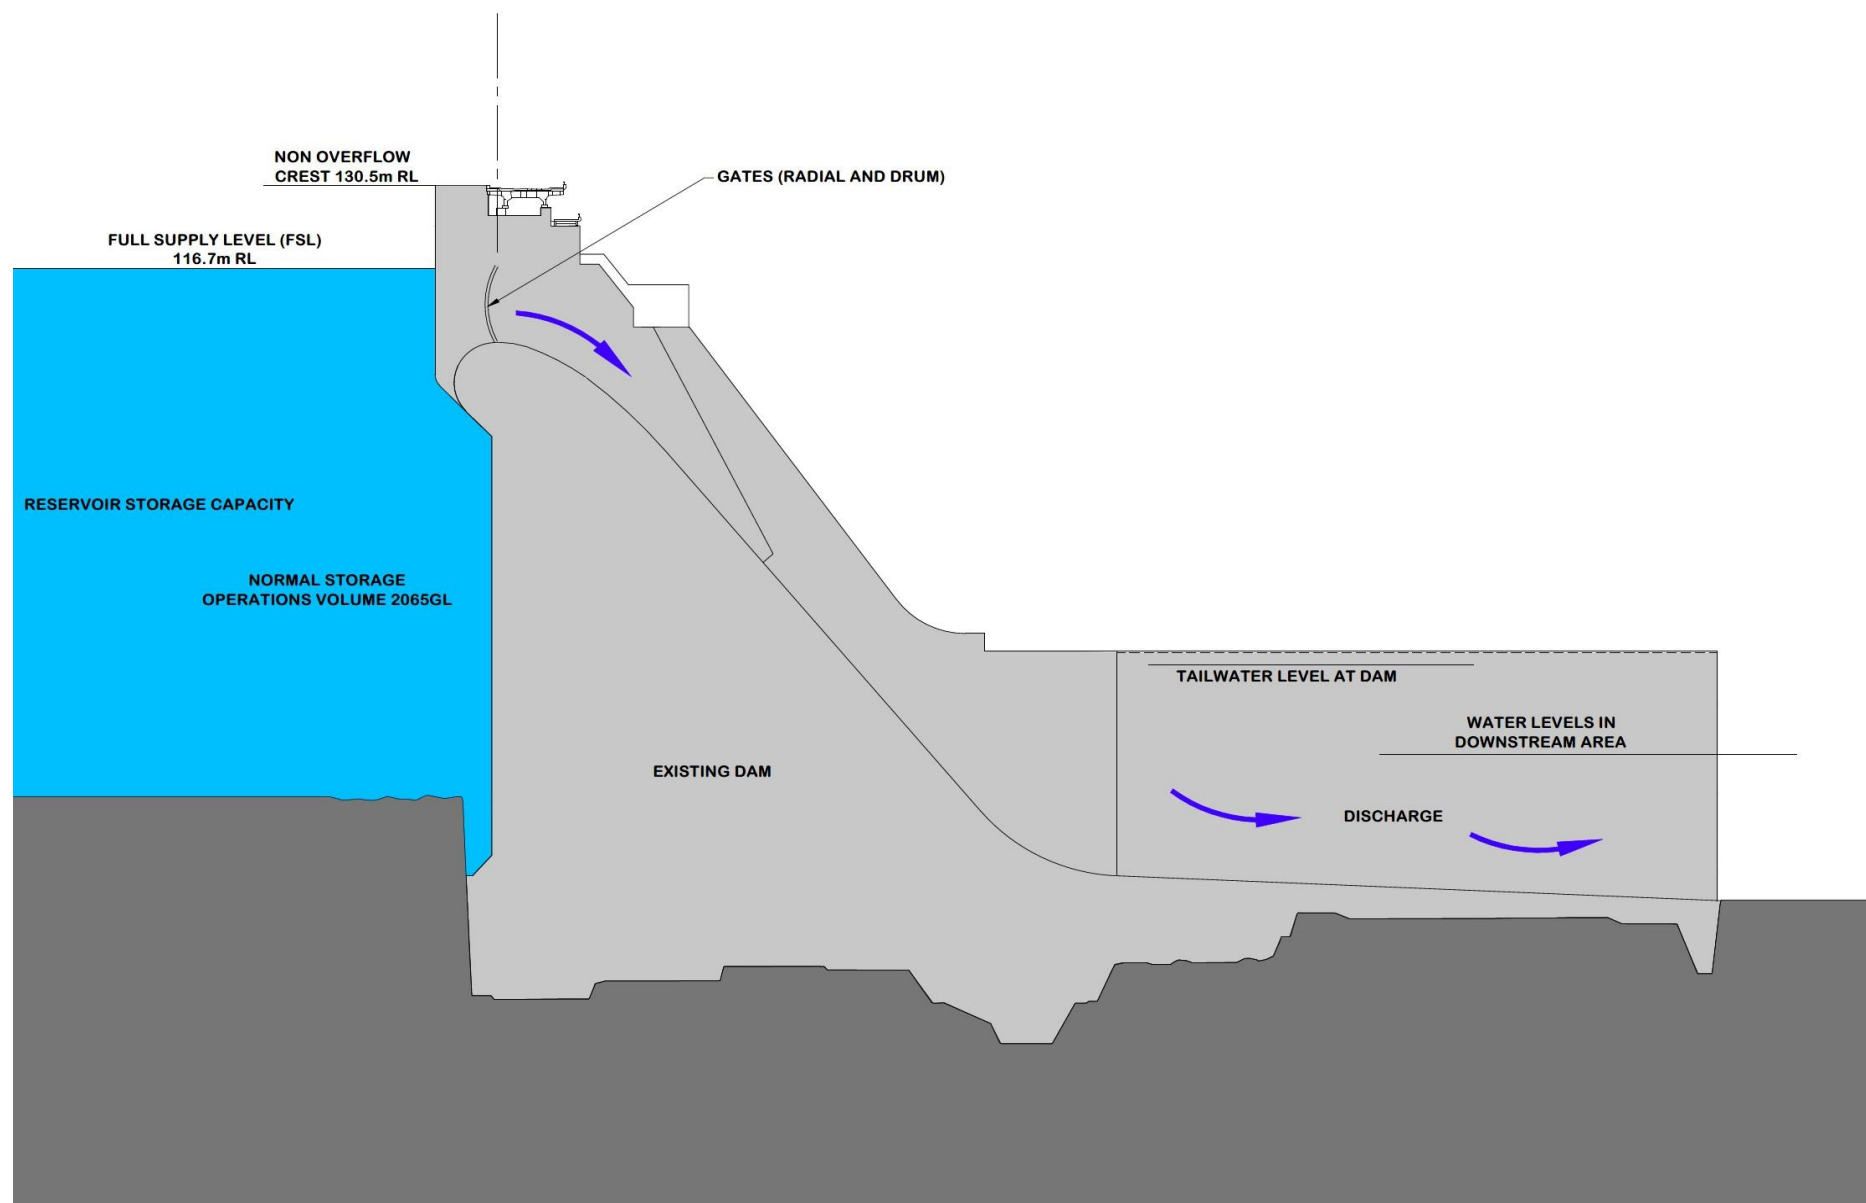 NON OVERFLOW
CREST 130.5m RL
GATES (RADIAL AND DRUM)
FULL SUPPLY LEVEL (FSL)
116.7m RL
RESERVOIR STORAGE CAPACITY
NORMAL STORAGE
OPERATIONS VOLUME 2065GL
TAILWATER LEVEL AT DAM
WATER LEVELS IN
DOWNSTREAM AREA
EXISTING DAM
DISCHARGE